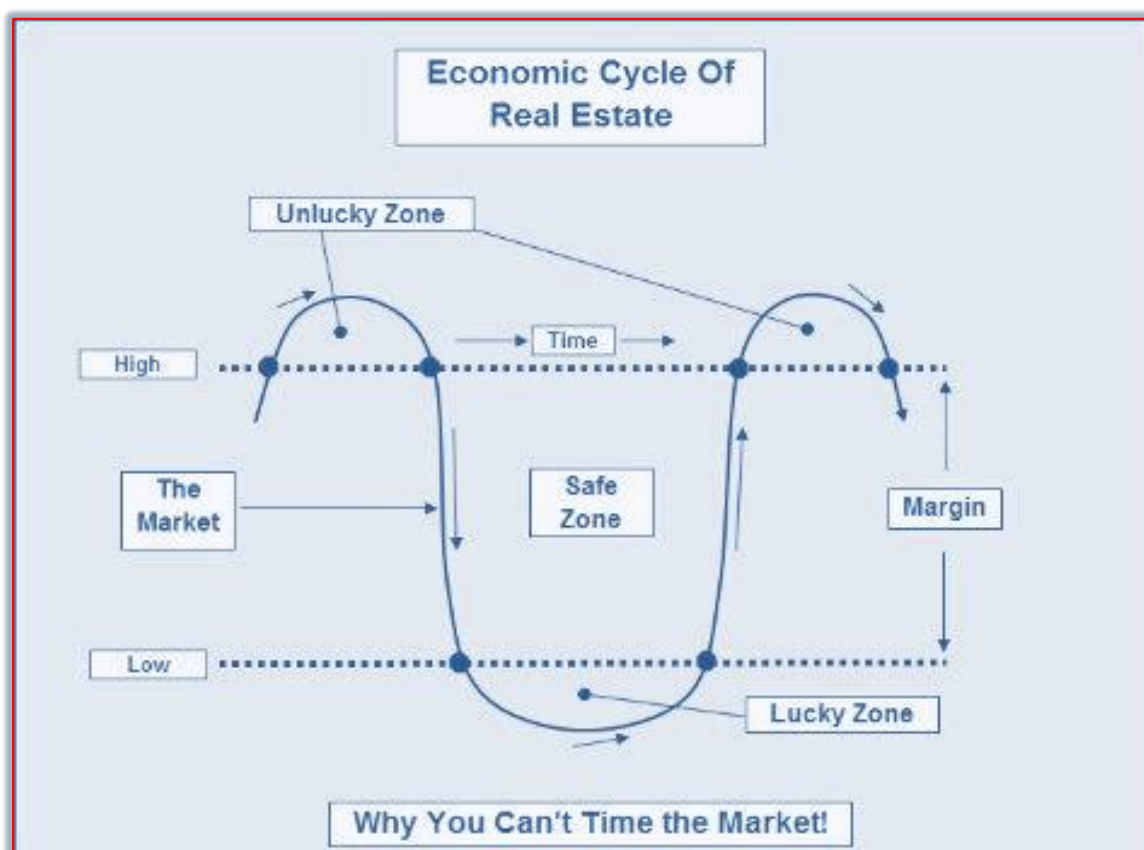 Economic Cycle Of
Real Estate
Unlucky Zone
Time
High
The
Market
Safe
Zone
Margin
Low
Lucky Zone
Why You Can't Time the Market!